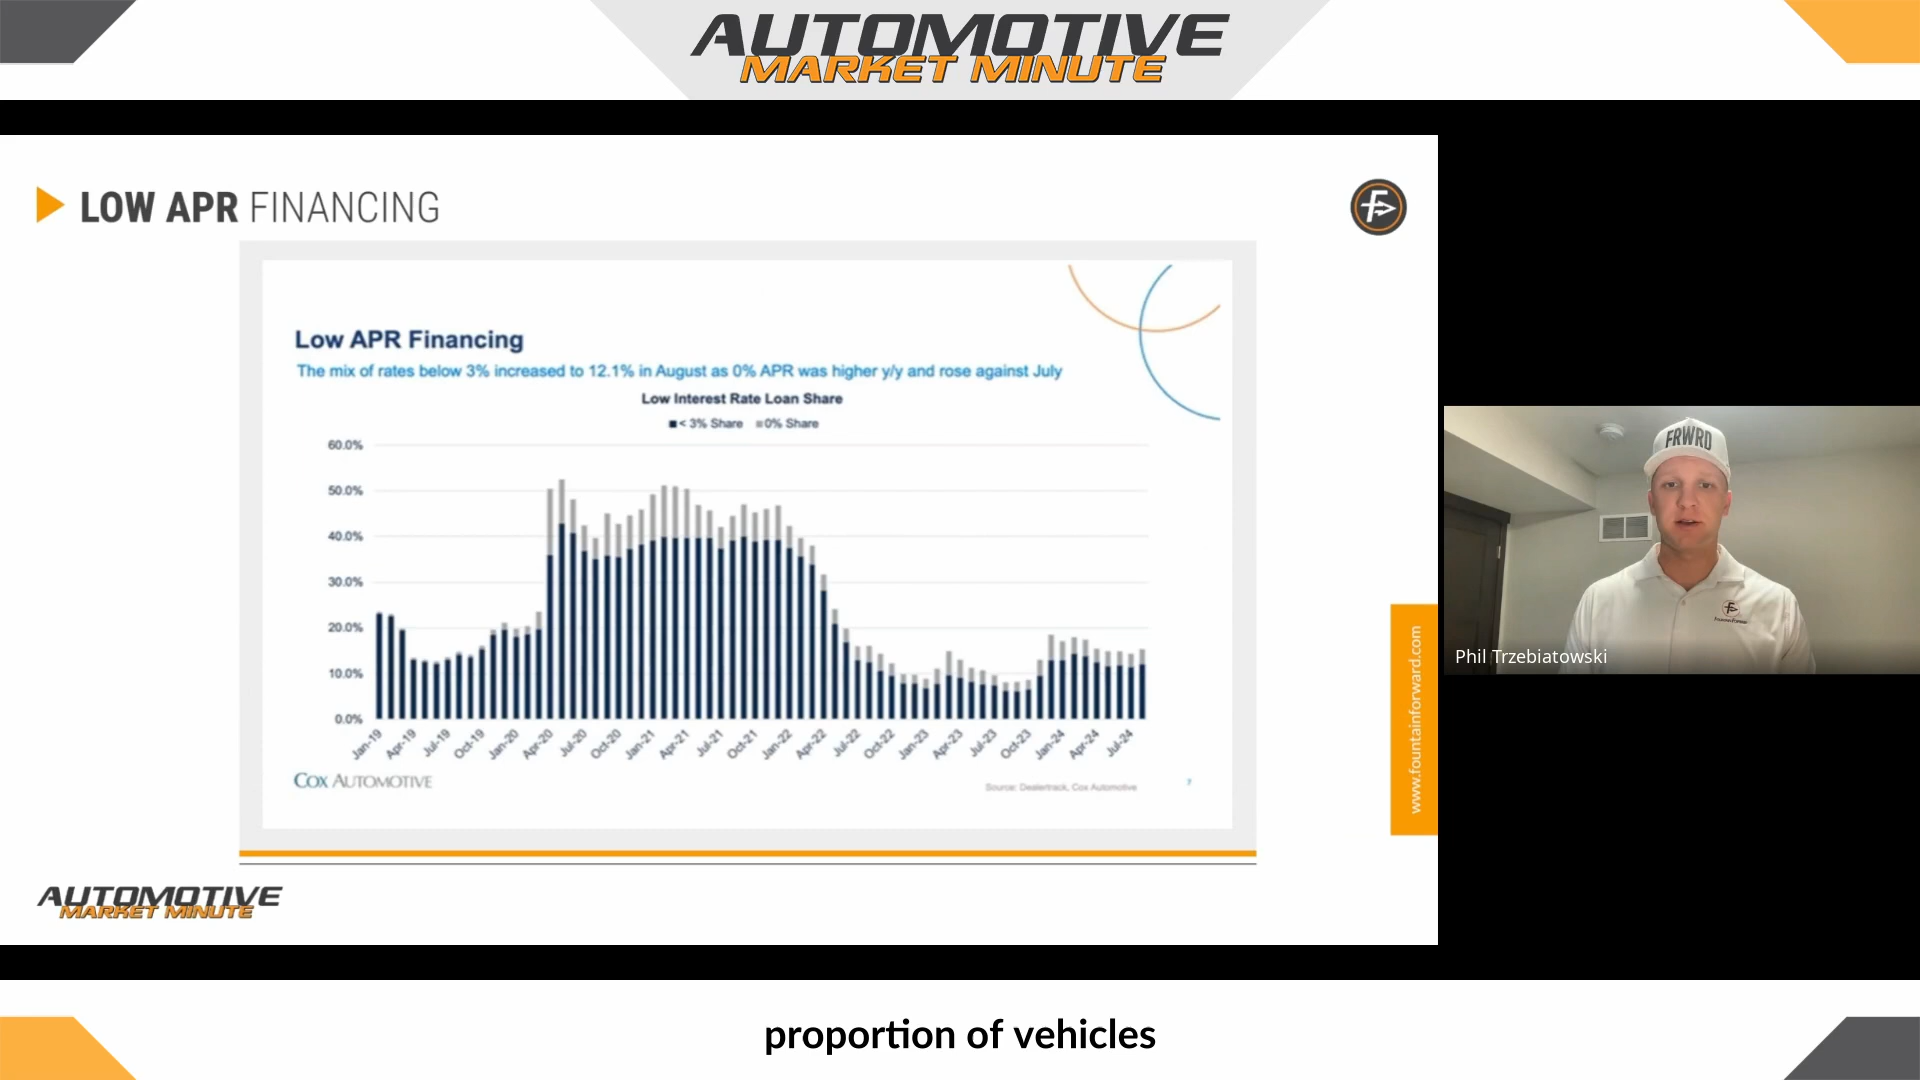 AUTOMOTIVE
MARKET MINUTE
LOW APR FINANCING
Low APR Financing
The mix of rates below 3% increased to 12.1% in August as 0% APR was higher y/y and rose against July
Low Interest Rate Loan Share
< 3% Share 0% Share
60.0%
50.0%
40.0%
30.0%
20.0%
10.0%
0.0%
Jan-19 Apr-19 Jul-19 Oct-19 Jan-20 Apr-20 Jul-20 Oct-20 Jan-21 Apr-21 Jul-21 Oct-21 Jan-22 Apr-22 Jul-22 Oct-22 Jan-23 Apr-23 Jul-23 Oct-23 Jan-24 Apr-24 Jul-24
COX AUTOMOTIVE
Source: Dealertrack, Cox Automotive
7
www.fountainforward.com
FRWRD
Phil Trzebiatowski
AUTOMOTIVE
MARKET MINUTE
proportion of vehicles